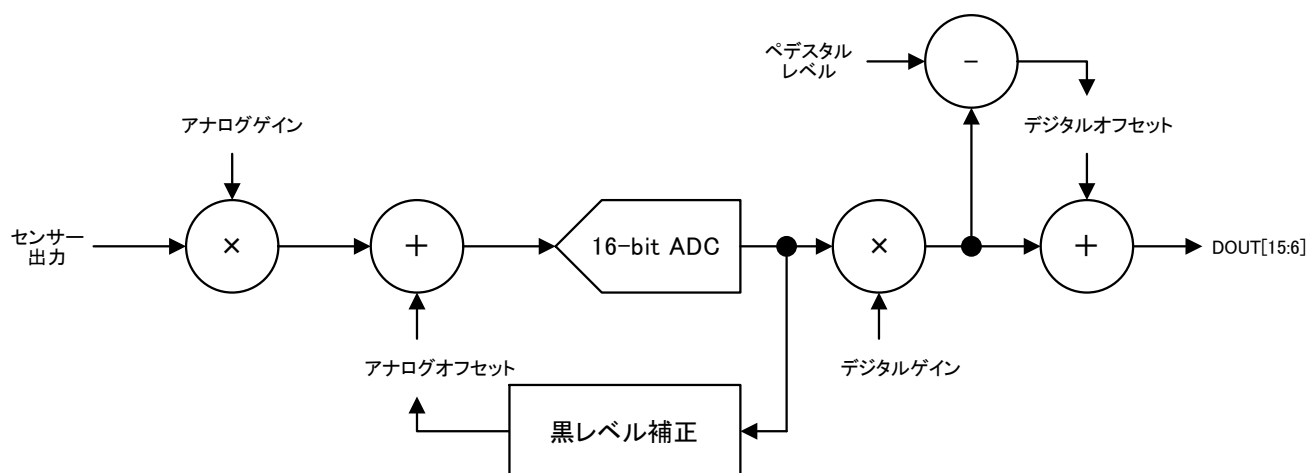 ペデスタル
レベル
-
アナログゲイン
デジタルオフセット
センサー
出力
×
+
16-bit ADC
×
+
DOUT[15:6]
アナログオフセット
デジタルゲイン
黒レベル補正